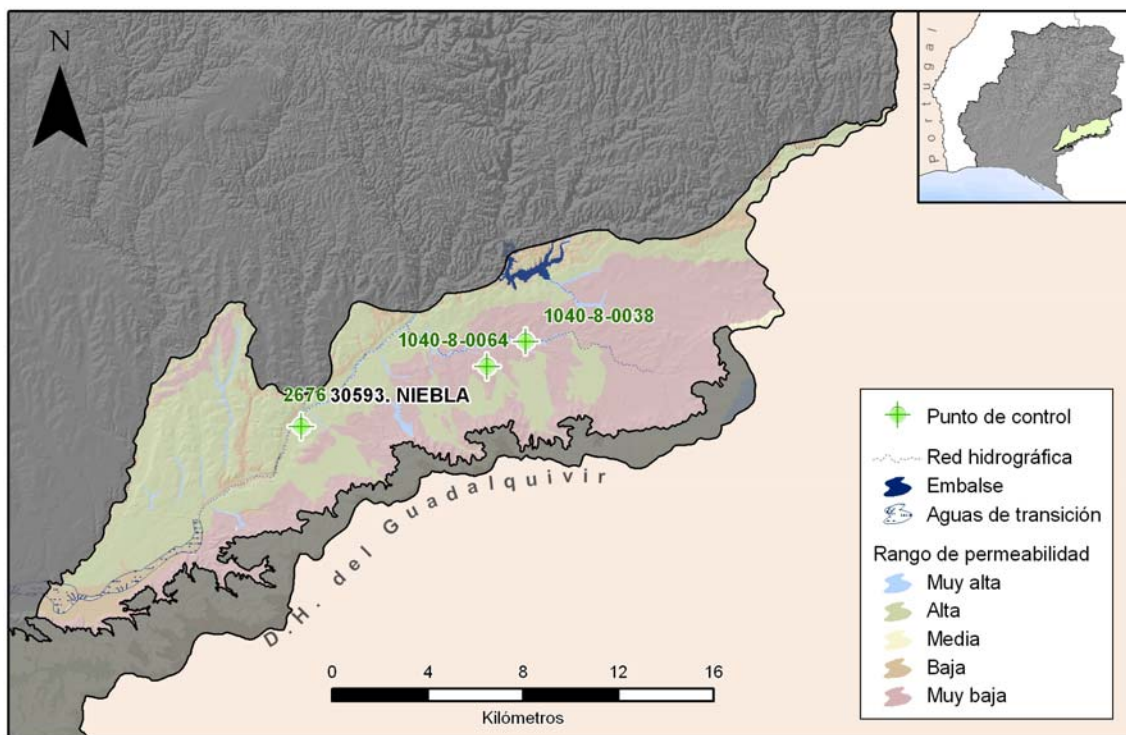 N
Portugal
1040-8-0038
1040-8-0064
2676 30593. NIEBLA
D.H. del Guadalquivir
0 4 8 12 16
Kilómetros
Punto de control
Red hidrográfica
Embalse
Aguas de transición
Rango de permeabilidad
Muy alta
Alta
Media
Baja
Muy baja